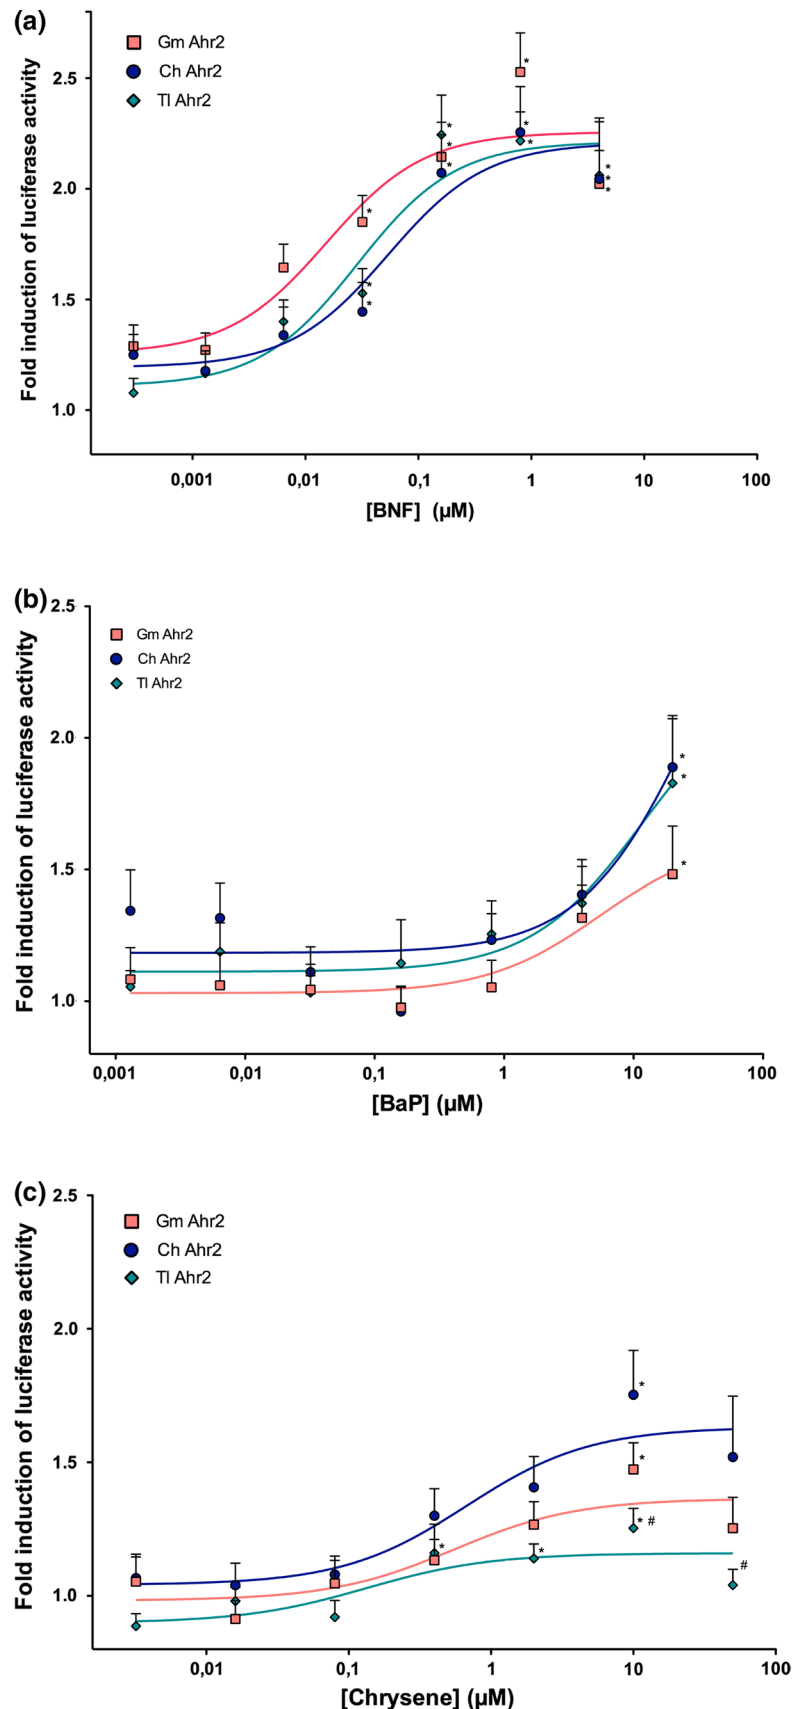 (a)
Gm Ahr2
Ch Ahr2
Tl Ahr2
Fold induction of luciferase activity
2.5
2.0
1.5
1.0
* * * * * * * * * * * *
0,001 0,01 0,1 1 10 100
[BNF] (µM)
(b)
Gm Ahr2
Ch Ahr2
Tl Ahr2
Fold induction of luciferase activity
2.5
2.0
1.5
1.0
* * *
0,001 0,01 0,1 1 10 100
[BaP] (µM)
(c)
Gm Ahr2
Ch Ahr2
Tl Ahr2
Fold induction of luciferase activity
2.5
2.0
1.5
1.0
* * * * * # #
0,01 0,1 1 10 100
[Chrysene] (µM)